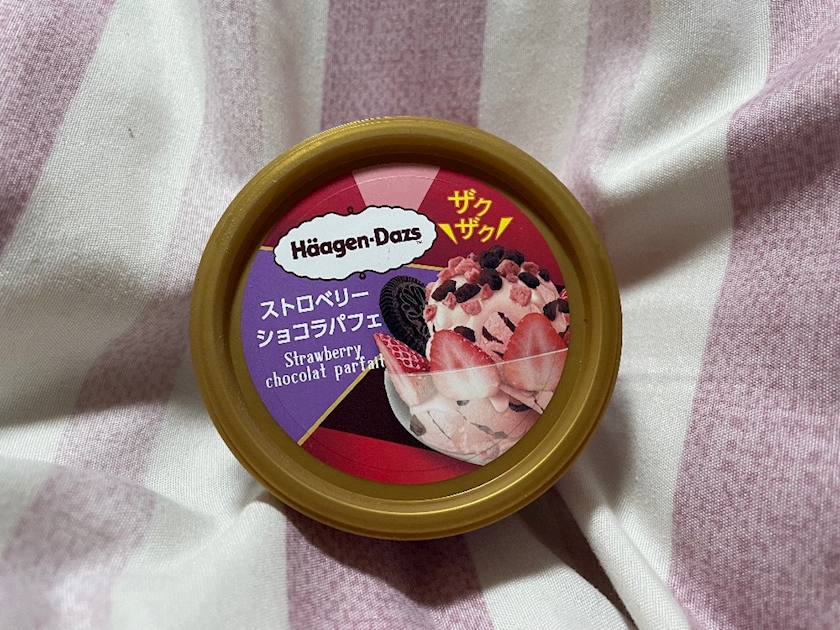 Häagen-Dazs™
ザク
ザク
ストロベリー
ショコラパフェ
Strawberry
chocolat parfait